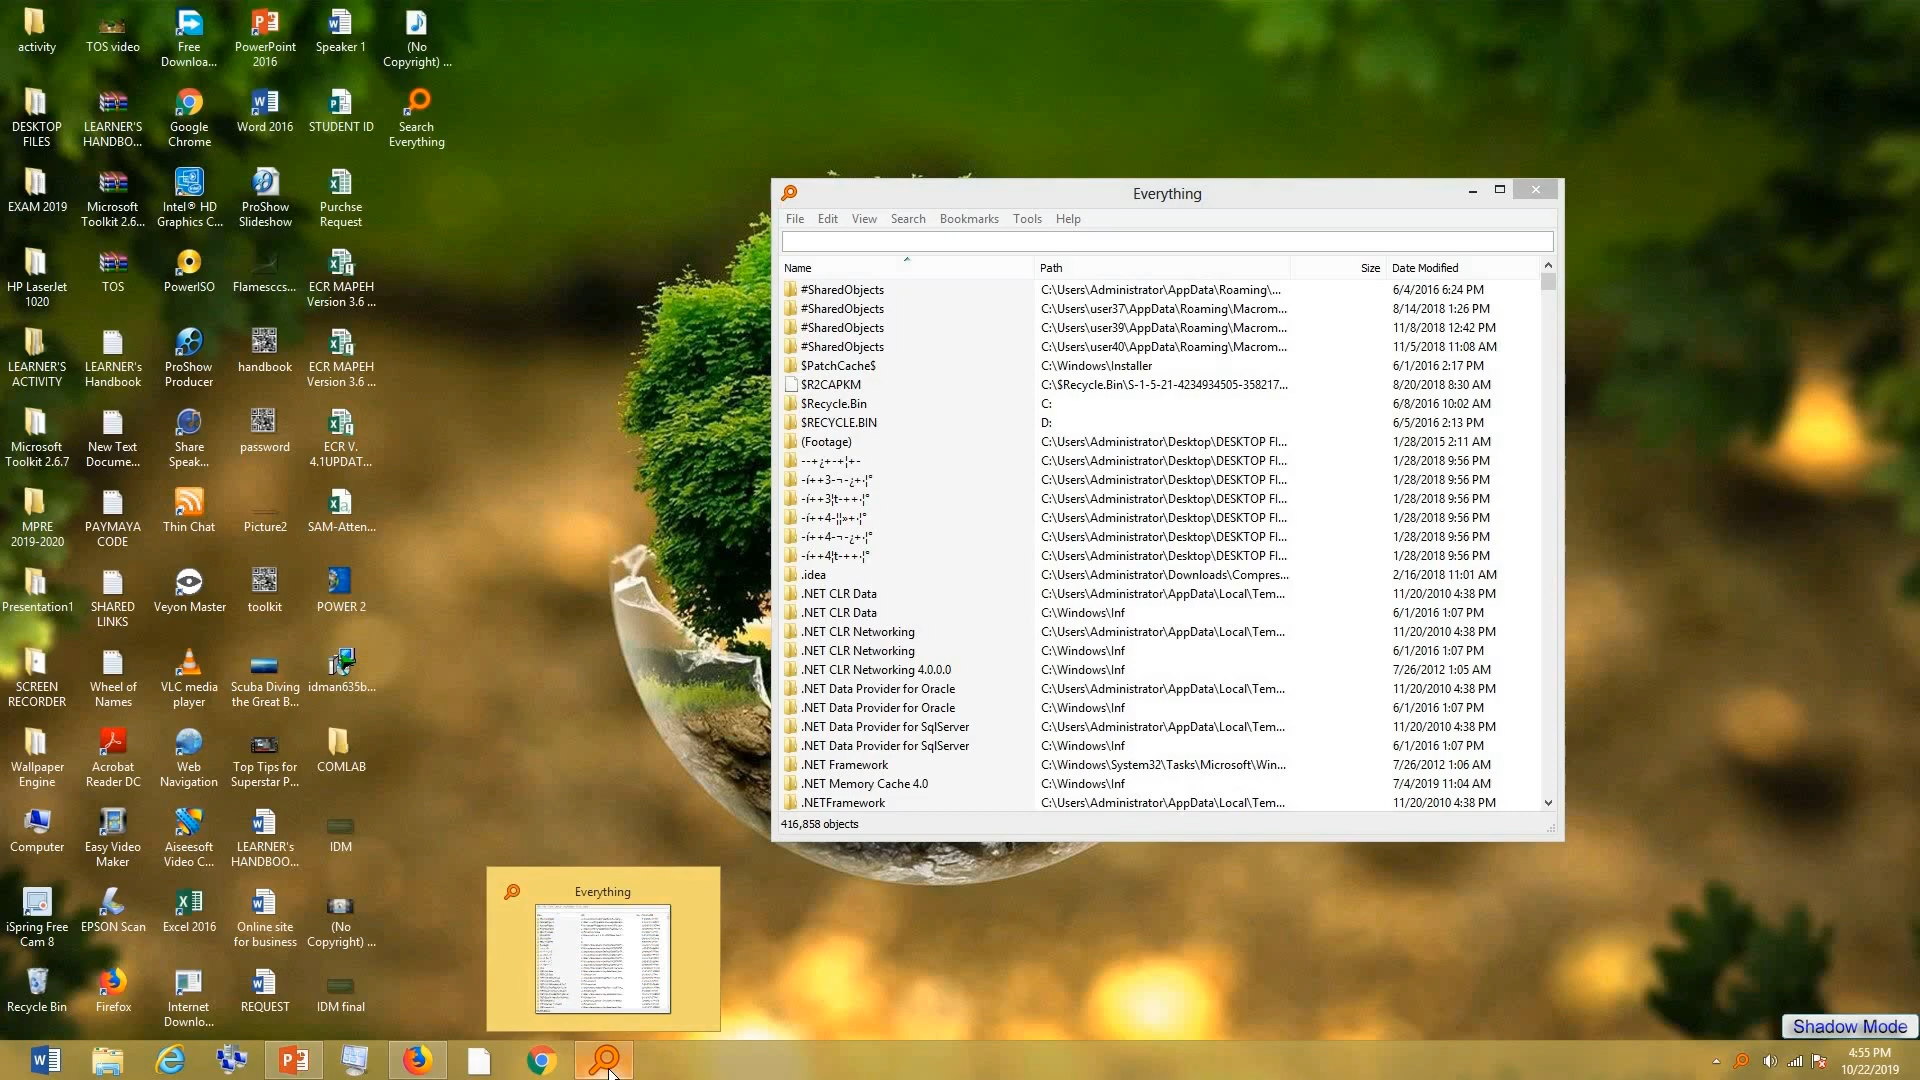 activity
TOS video
Free
Downloa...
PowerPoint
2016
Speaker 1
(No
Copyright) ...
DESKTOP
FILES
LEARNER'S
HANDBO...
Google
Chrome
Word 2016
STUDENT ID
Search
Everything
EXAM 2019
Microsoft
Toolkit 2.6...
Intel® HD
Graphics C...
ProShow
Slideshow
Purchse
Request
HP LaserJet
1020
TOS
PowerISO
Flamesccs...
ECR MAPEH
Version 3.6 ...
LEARNER'S
ACTIVITY
LEARNER's
Handbook
ProShow
Producer
handbook
ECR MAPEH
Version 3.6 ...
Microsoft
Toolkit 2.6.7
New Text
Docume...
Share
Speak...
password
ECR V.
4.1UPDAT...
MPRE
2019-2020
PAYMAYA
CODE
Thin Chat
Picture2
SAM-Atten...
Presentation1
SHARED
LINKS
Veyon Master
toolkit
POWER 2
SCREEN
RECORDER
Wheel of
Names
VLC media
player
Scuba Diving
the Great B...
idman635b...
Wallpaper
Engine
Acrobat
Reader DC
Web
Navigation
Top Tips for
Superstar P...
COMLAB
Computer
Easy Video
Maker
Aiseesoft
Video C...
LEARNER's
HANDBOO...
IDM
iSpring Free
Cam 8
EPSON Scan
Excel 2016
Online site
for business
(No
Copyright) ...
Recycle Bin
Firefox
Internet
Downlo...
REQUEST
IDM final
Everything
File Edit View Search Bookmarks Tools Help
Name Path Size Date Modified
#SharedObjects C:\Users\Administrator\AppData\Roaming\... 6/4/2016 6:24 PM
#SharedObjects C:\Users\user37\AppData\Roaming\Macrom... 8/14/2018 1:26 PM
#SharedObjects C:\Users\user39\AppData\Roaming\Macrom... 11/8/2018 12:42 PM
#SharedObjects C:\Users\user40\AppData\Roaming\Macrom... 11/5/2018 11:08 AM
$PatchCache$ C:\Windows\Installer 6/1/2016 2:17 PM
$R2CAPKM C:\$Recycle.Bin\S-1-5-21-4234934505-358217... 8/20/2018 8:30 AM
$Recycle.Bin C: 6/8/2016 10:02 AM
$RECYCLE.BIN D: 6/5/2016 2:13 PM
(Footage) C:\Users\Administrator\Desktop\DESKTOP FI... 1/28/2015 2:11 AM
--+¿+-+¦+- C:\Users\Administrator\Desktop\DESKTOP FI... 1/28/2018 9:56 PM
-í++3-¬-¿+·¦° C:\Users\Administrator\Desktop\DESKTOP FI... 1/28/2018 9:56 PM
-í++3¦t-++·¦° C:\Users\Administrator\Desktop\DESKTOP FI... 1/28/2018 9:56 PM
-í++4-¦¦»+·¦° C:\Users\Administrator\Desktop\DESKTOP FI... 1/28/2018 9:56 PM
-í++4-¬-¿+·¦° C:\Users\Administrator\Desktop\DESKTOP FI... 1/28/2018 9:56 PM
-í++4¦t-++·¦° C:\Users\Administrator\Desktop\DESKTOP FI... 1/28/2018 9:56 PM
.idea C:\Users\Administrator\Downloads\Compres... 2/16/2018 11:01 AM
.NET CLR Data C:\Users\Administrator\AppData\Local\Tem... 11/20/2010 4:38 PM
.NET CLR Data C:\Windows\Inf 6/1/2016 1:07 PM
.NET CLR Networking C:\Users\Administrator\AppData\Local\Tem... 11/20/2010 4:38 PM
.NET CLR Networking C:\Windows\Inf 6/1/2016 1:07 PM
.NET CLR Networking 4.0.0.0 C:\Windows\Inf 7/26/2012 1:05 AM
.NET Data Provider for Oracle C:\Users\Administrator\AppData\Local\Tem... 11/20/2010 4:38 PM
.NET Data Provider for Oracle C:\Windows\Inf 6/1/2016 1:07 PM
.NET Data Provider for SqlServer C:\Users\Administrator\AppData\Local\Tem... 11/20/2010 4:38 PM
.NET Data Provider for SqlServer C:\Windows\Inf 6/1/2016 1:07 PM
.NET Framework C:\Windows\System32\Tasks\Microsoft\Win... 7/26/2012 1:06 AM
.NET Memory Cache 4.0 C:\Windows\Inf 7/4/2019 11:04 AM
.NETFramework C:\Users\Administrator\AppData\Local\Tem... 11/20/2010 4:38 PM
416,858 objects
Everything
Shadow Mode
4:55 PM
10/22/2019